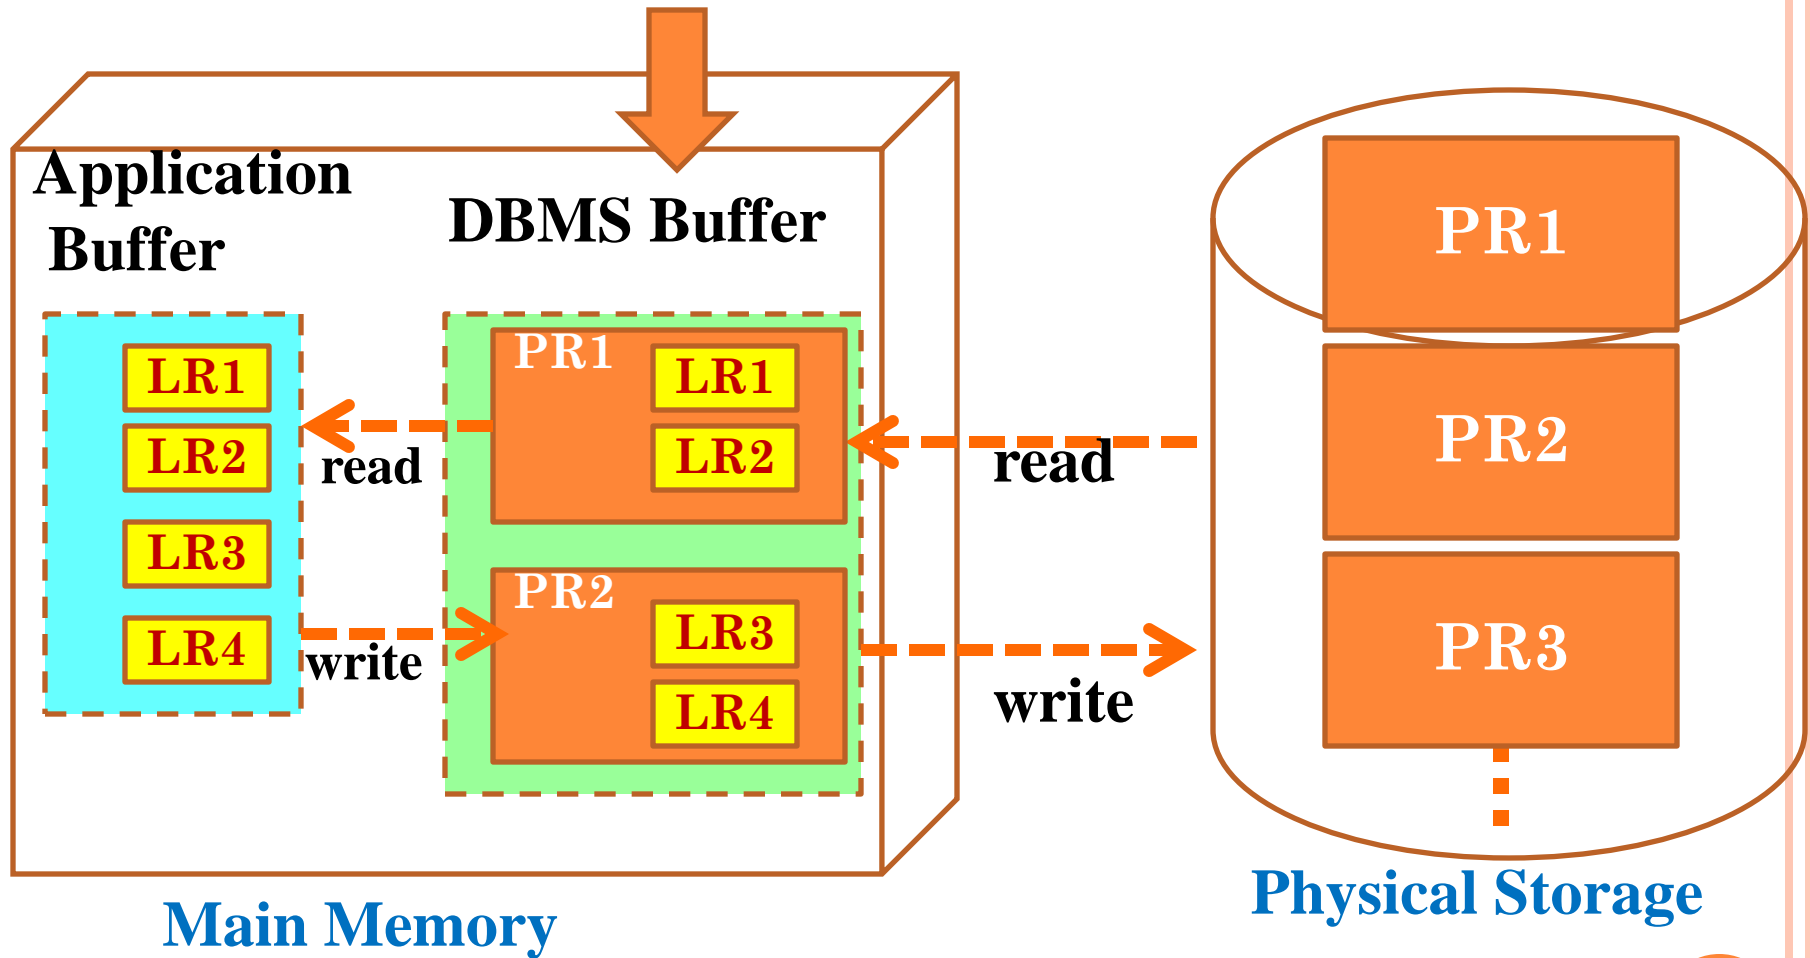 Application
Buffer
DBMS Buffer
LR1
LR2
LR3
LR4
read
write
PR1
LR1
LR2
PR2
LR3
LR4
read
write
PR1
PR2
PR3
Main Memory
Physical Storage